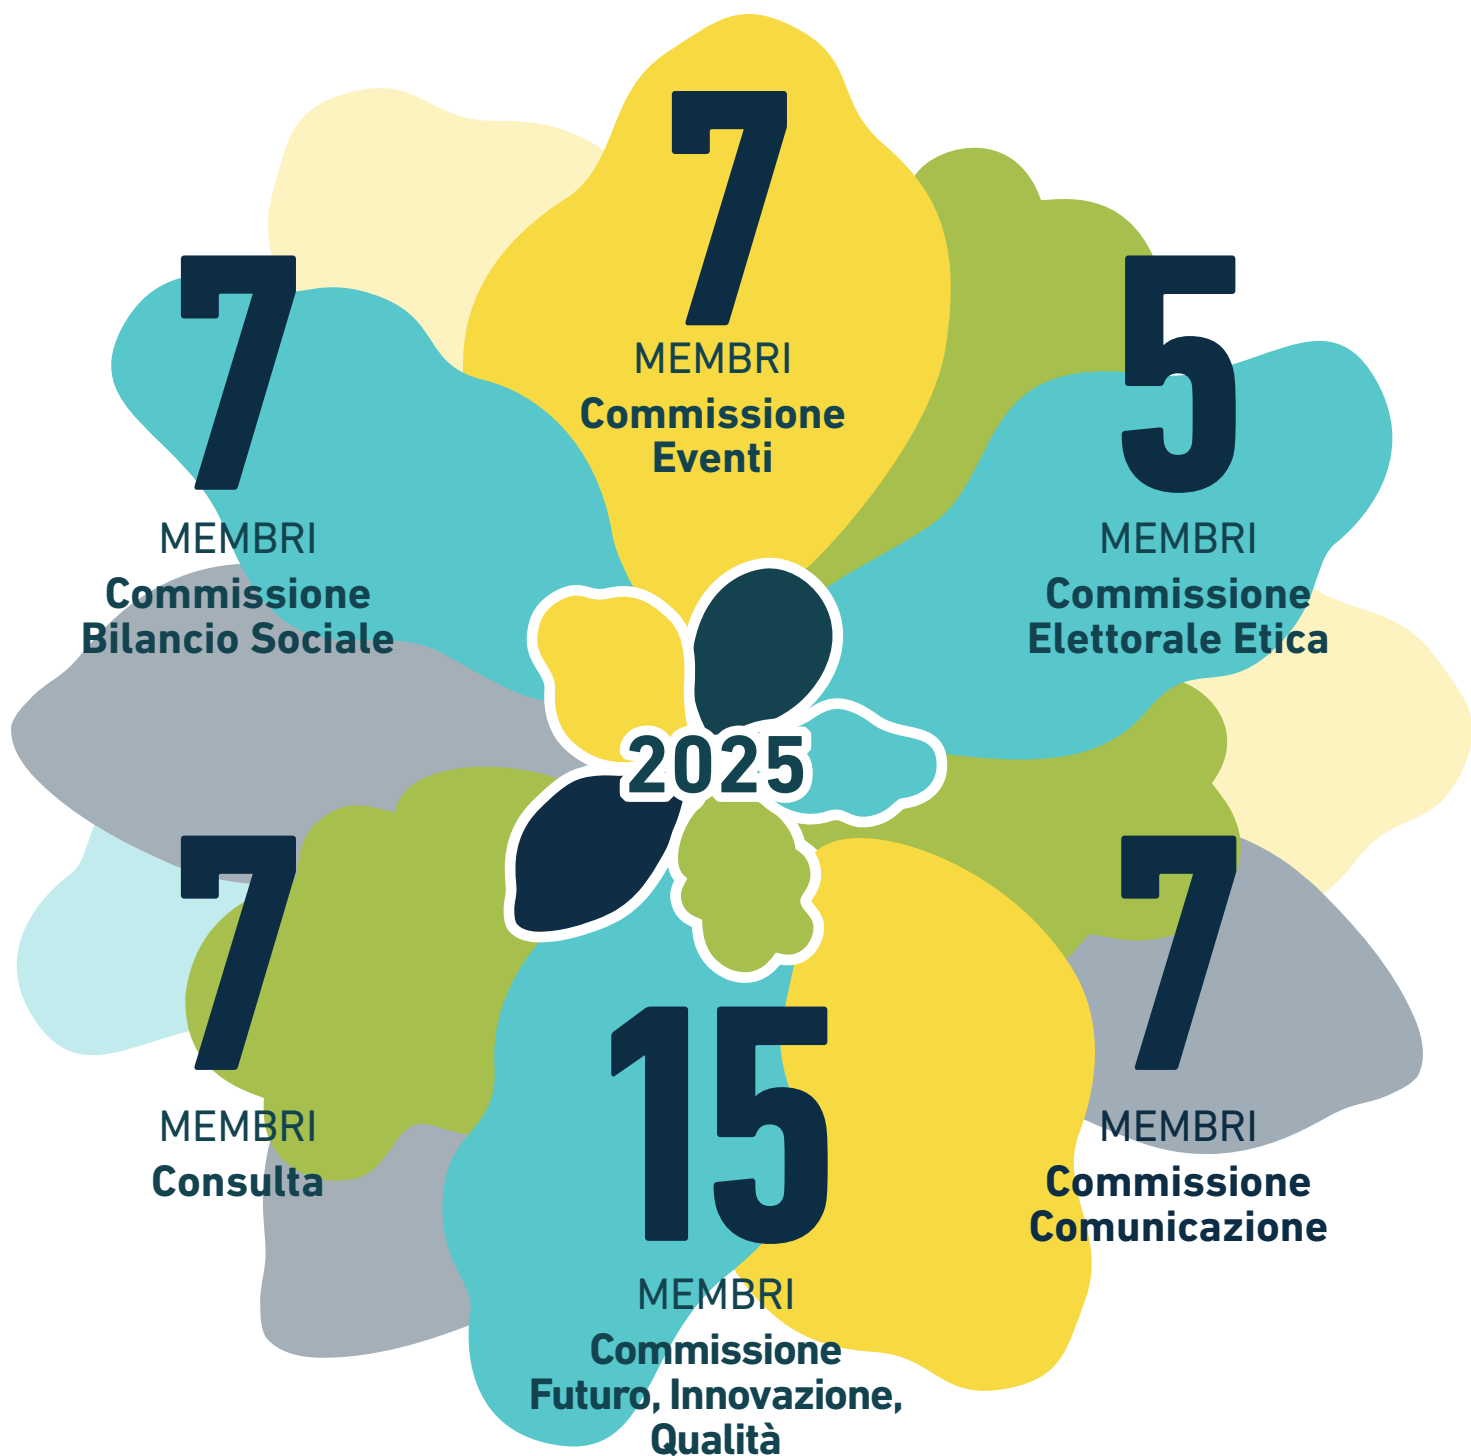 7
MEMBRI
Commissione
Eventi
7
MEMBRI
Commissione
Bilancio Sociale
5
MEMBRI
Commissione
Elettorale Etica
2025
7
MEMBRI
Consulta
15
MEMBRI
Commissione
Futuro, Innovazione,
Qualità
7
MEMBRI
Commissione
Comunicazione